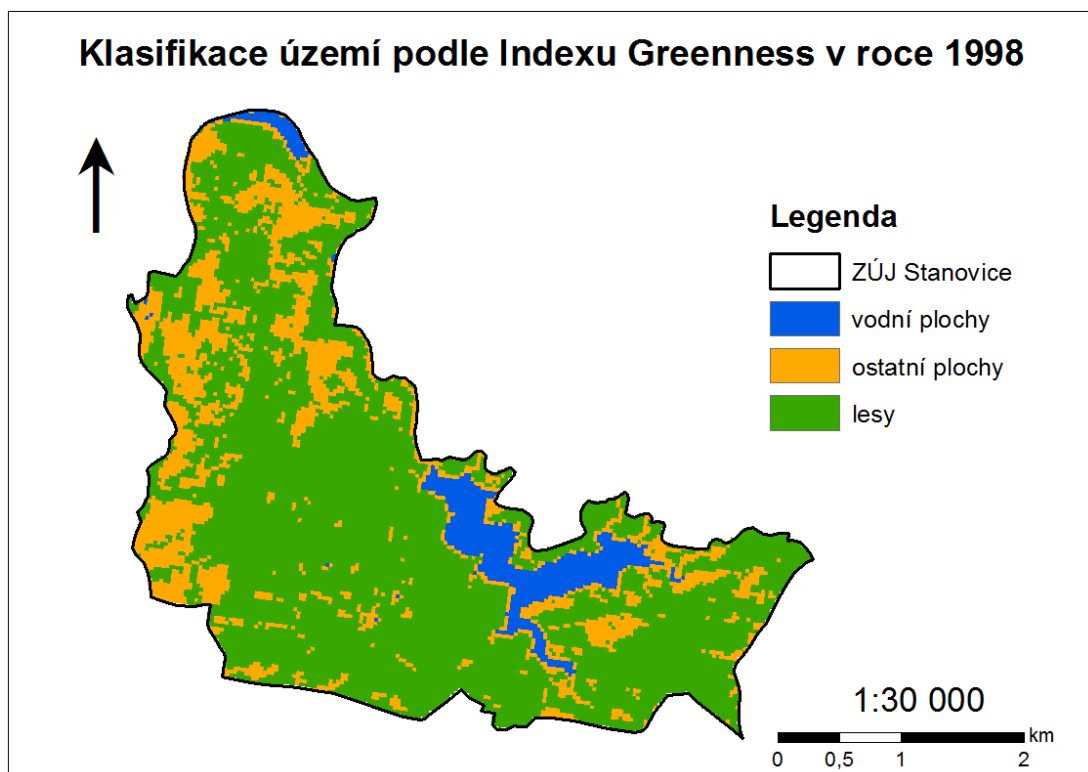 Klasifikace území podle Indexu Greenness v roce 1998
Legenda
ZÚJ Stanovice
vodní plochy
ostatní plochy
lesy
1:30 000
km
0 0,5 1 2